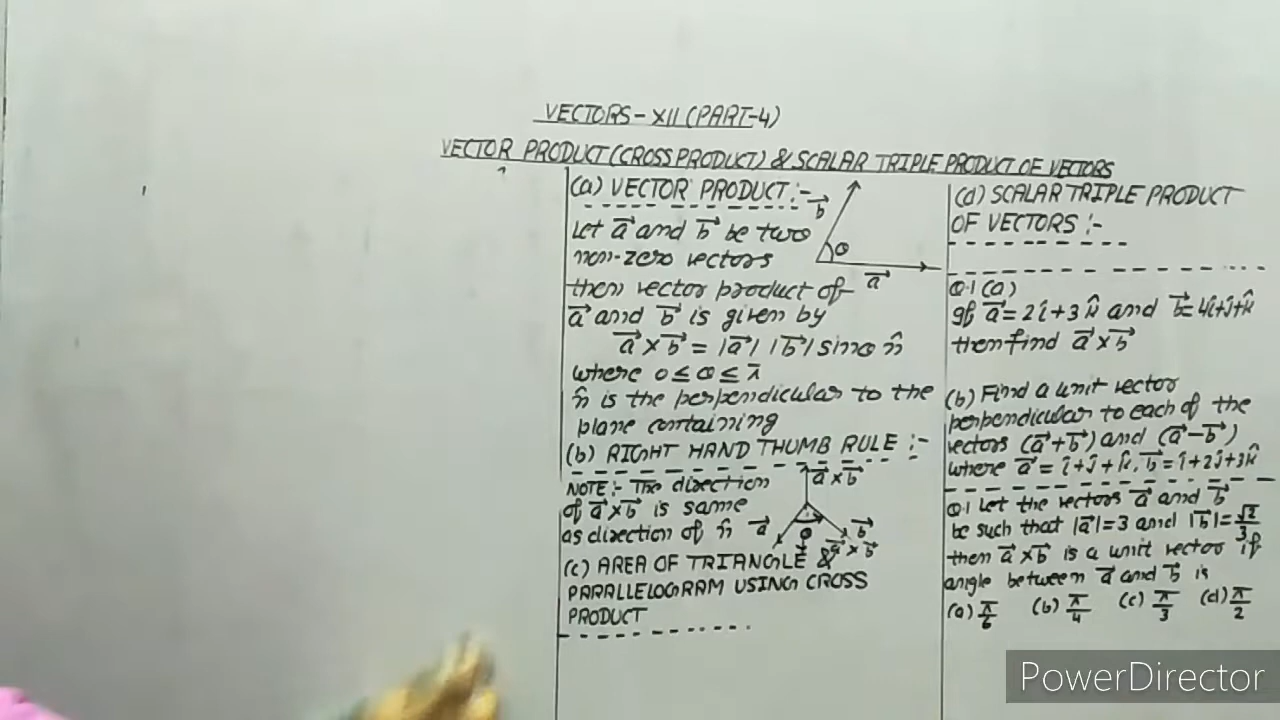 VECTORS - XII (PART-4)
VECTOR PRODUCT (CROSS PRODUCT) & SCALAR TRIPLE PRODUCT OF VECTORS
(a) VECTOR PRODUCT :-
Let a⃗ and b⃗ be two
non-zero vectors
then vector product of
a⃗ and b⃗ is given by
a⃗ × b⃗ = |a⃗| |b⃗| sinθ n̂
where 0 ≤ θ ≤ π
n̂ is the perpendicular to the
plane containing
b⃗
θ
a⃗
(b) RIGHT HAND THUMB RULE :-
NOTE :- The direction
of a⃗×b⃗ is same
as direction of n̂
a⃗×b⃗
a⃗
θ
b⃗
a⃗×b⃗
(c) AREA OF TRIANGLE &
PARALLELOGRAM USING CROSS
PRODUCT
(d) SCALAR TRIPLE PRODUCT
OF VECTORS :-
Q.1 (a)
If a⃗ = 2î+3k̂ and b⃗ = 4î+ĵ+k̂
then find a⃗×b⃗
(b) Find a unit vector
perpendicular to each of the
vectors (a⃗+b⃗) and (a⃗-b⃗)
where a⃗ = î+ĵ+k̂, b⃗ = î+2ĵ+3k̂
Q.1 Let the vectors a⃗ and b⃗
be such that |a⃗|=3 and |b⃗|=√2/3
then a⃗×b⃗ is a unit vector if
angle between a⃗ and b⃗ is
(a) π/6 (b) π/4 (c) π/3 (d) π/2
PowerDirector